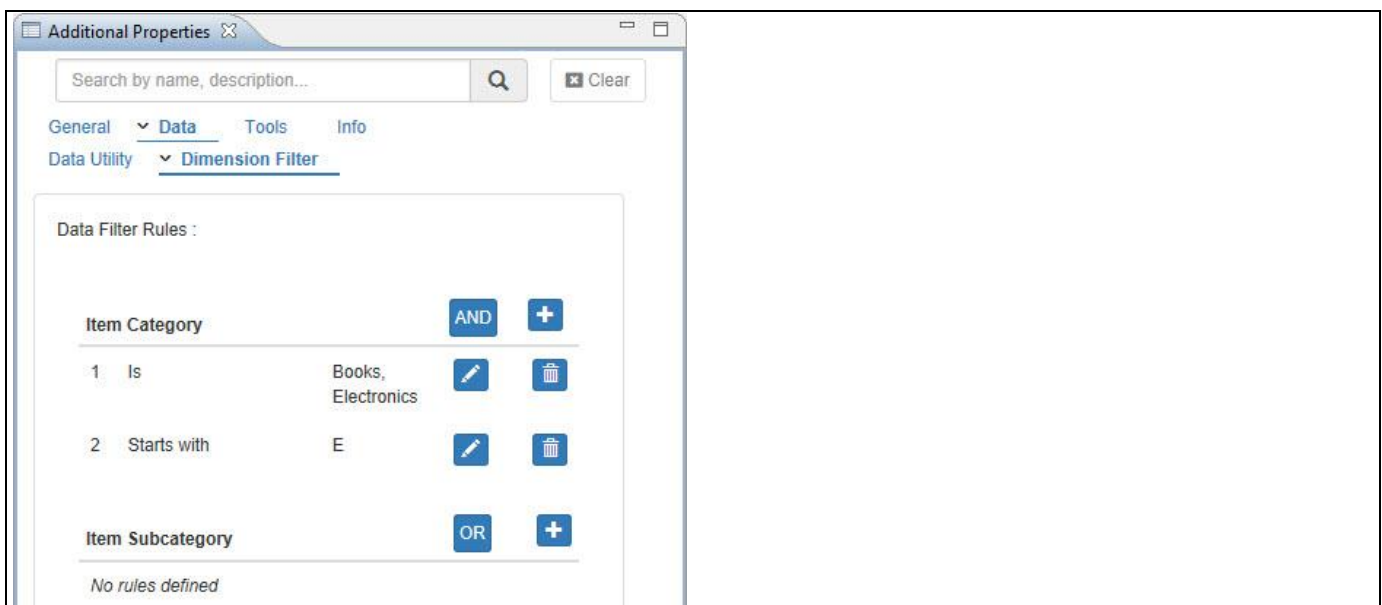 Additional Properties
Search by name, description... Clear
General Data Tools Info
Data Utility Dimension Filter
Data Filter Rules :
Item Category AND
1 Is Books,
Electronics
2 Starts with E
Item Subcategory OR
No rules defined